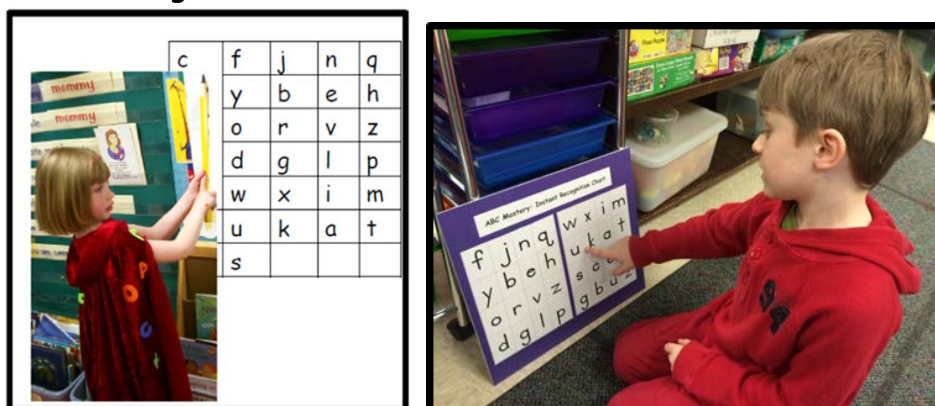 c f j n q
y b e h
o r v z
d g l p
w x i m
u k a t
s
mommy
mommy
ABC Mastery: Instant Recognition Chart
f j n q w x i m
y b e h u k a t
o r v z s c
d g l p g b u z